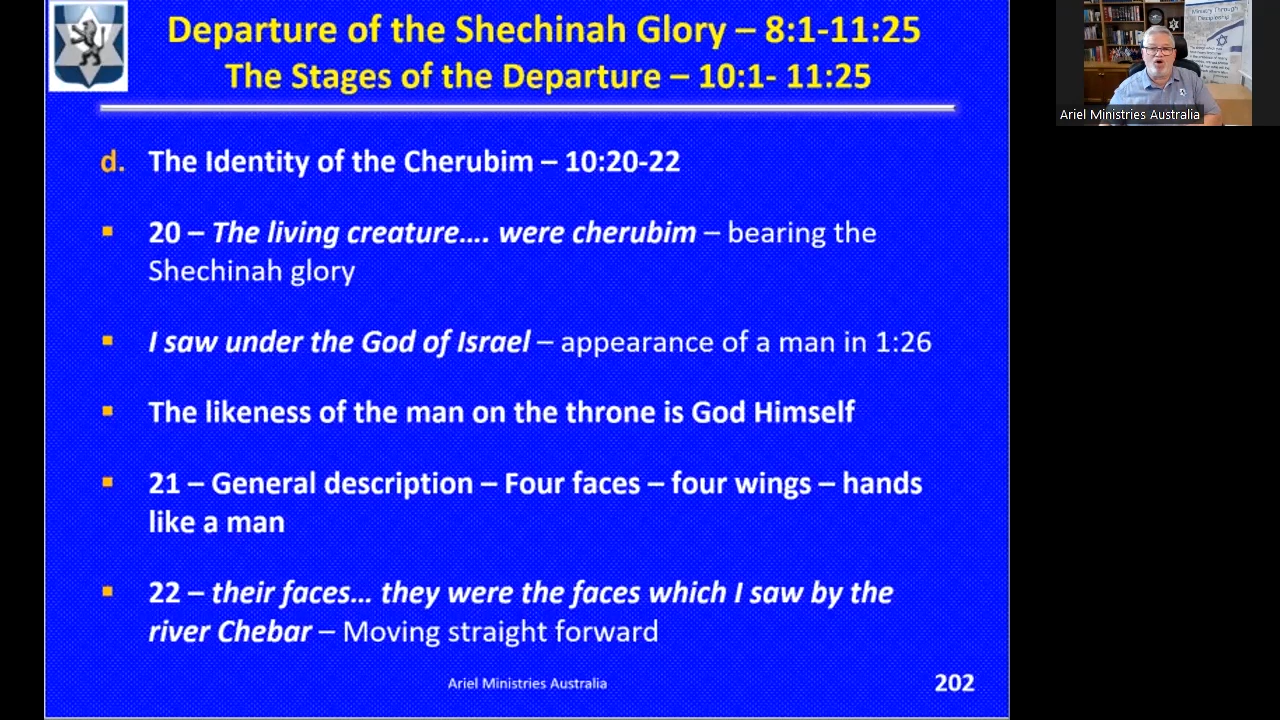 Departure of the Shechinah Glory – 8:1-11:25
The Stages of the Departure – 10:1- 11:25
d. The Identity of the Cherubim – 10:20-22
▪ 20 – The living creature.... were cherubim – bearing the
Shechinah glory
▪ I saw under the God of Israel – appearance of a man in 1:26
▪ The likeness of the man on the throne is God Himself
▪ 21 – General description – Four faces – four wings – hands
like a man
▪ 22 – their faces... they were the faces which I saw by the
river Chebar – Moving straight forward
Ariel Ministries Australia
202
Ministry Through
Discipleship
Ariel Ministries Australia